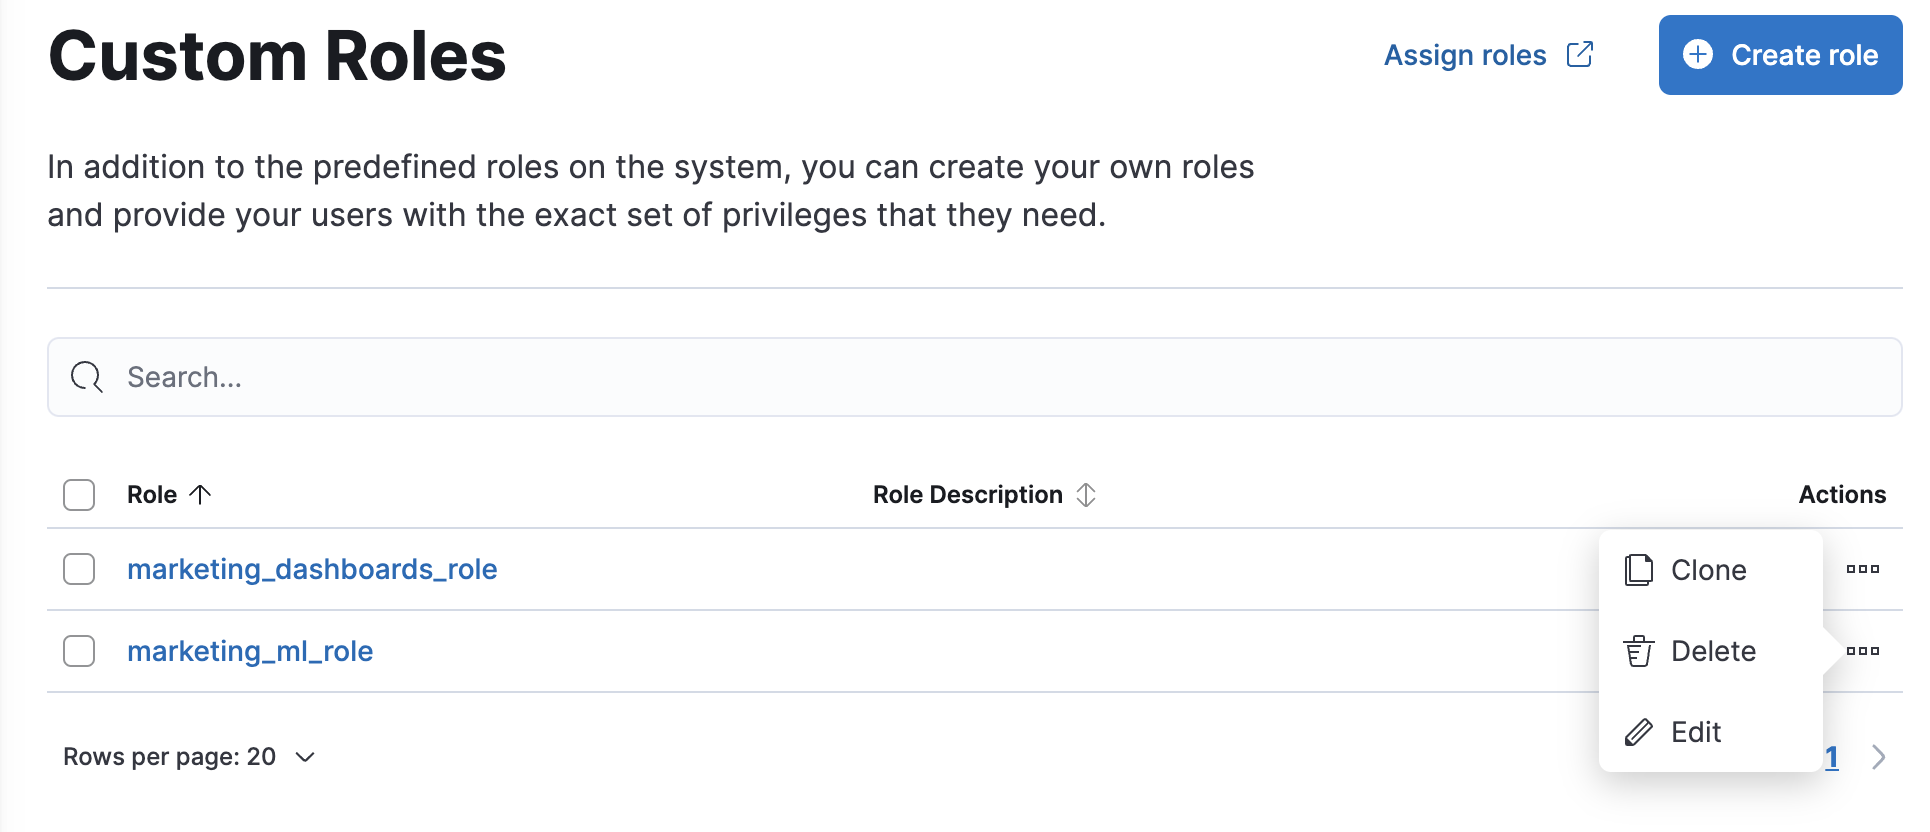 Custom Roles
Assign roles
Create role
In addition to the predefined roles on the system, you can create your own roles
and provide your users with the exact set of privileges that they need.
Search...
Role
Role Description
Actions
marketing_dashboards_role
marketing_ml_role
Clone
Delete
Edit
Rows per page: 20
1